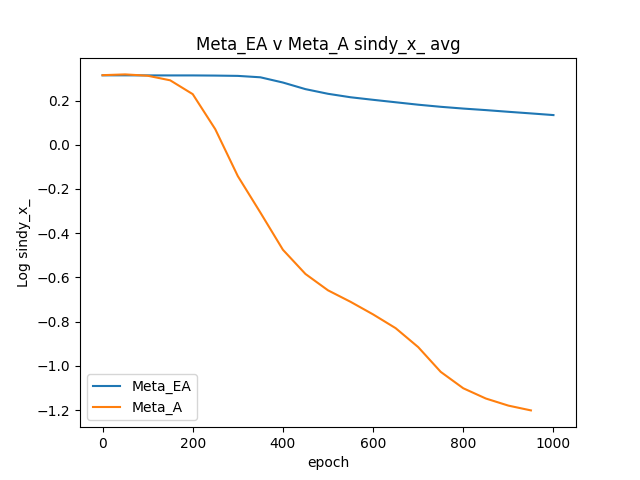 Meta_EA v Meta_A sindy_x_ avg
Log sindy_x_
0.2
0.0
−0.2
−0.4
−0.6
−0.8
−1.0
−1.2
Meta_EA
Meta_A
0 200 400 600 800 1000
epoch